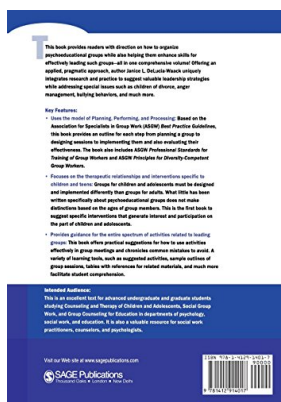 This book provides readers with direction on how to organize
psychoeducational groups while also helping them enhance skills for
effectively leading such groups—all in one comprehensive volume! Offering an
applied, pragmatic approach, author Janice L. DeLucia-Waack uniquely
integrates research and practice to suggest valuable leadership strategies
while addressing special issues such as children of divorce, anger
management, bullying behaviors, and much more.
Key Features:
• Uses the model of Planning, Performing, and Processing: Based on the
Association for Specialists in Group Work (ASGW) Best Practice Guidelines,
this book provides an outline for each step from planning a group to
designing sessions to implementing them and also evaluating their
effectiveness. The book also includes ASGW Professional Standards for
Training of Group Workers and ASGW Principles for Diversity-Competent
Group Workers.
• Focuses on the therapeutic relationships and interventions specific to
children and teens: Groups for children and adolescents must be designed
and implemented differently than groups for adults. What little has been
written specifically about psychoeducational groups does not make
distinctions based on the ages of group members. This is the first book to
suggest specific interventions that generate interest and participation on
the part of children and adolescents.
• Provides guidance for the entire spectrum of activities related to leading
groups: This book offers practical suggestions for how to use activities
effectively in group meetings and chronicles common mistakes to avoid. A
variety of learning tools, such as suggested activities, sample outlines of
group sessions, tables with references for related materials, and much more
facilitate student comprehension.
Intended Audience:
This is an excellent text for advanced undergraduate and graduate students
studying Counseling and Therapy of Children and Adolescents, Social Group
Work, and Group Counseling for Education in departments of psychology,
social work, and education. It is also a valuable resource for social work
practitioners, counselors, and psychologists.
Visit our Web site at www.sagepublications.com
SAGE Publications
Thousand Oaks • London • New Delhi
ISBN 978-1-4129-1401-7
90000
9 781412 914017